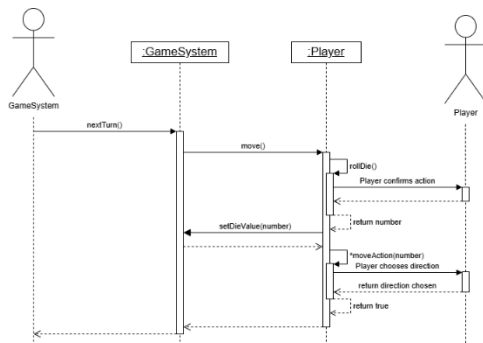 :GameSystem
:Player
GameSystem
Player
nextTurn()
move()
rollDie()
Player confirms action
return number
setDieValue(number)
*moveAction(number)
Player chooses direction
return direction chosen
return true